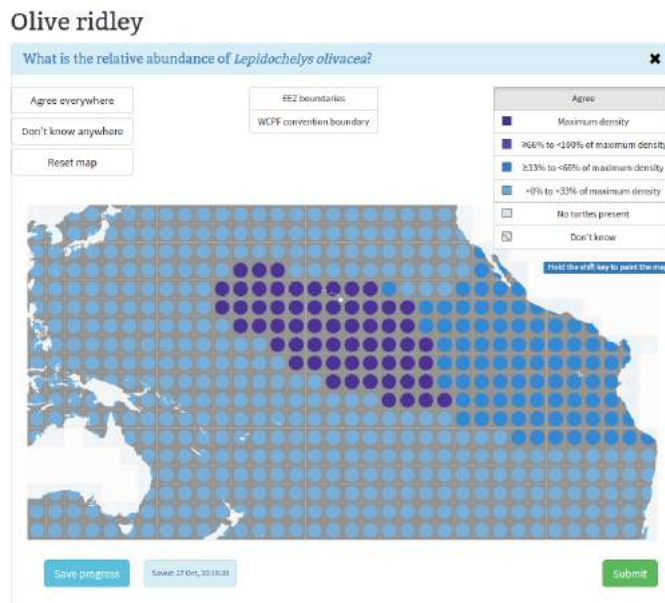 Olive ridley
What is the relative abundance of Lepidochelys olivacea?
Agree everywhere
Don't know anywhere
Reset map
EEZ boundaries
WCPF convention boundary
Agree
Maximum density
≥66% to <100% of maximum density
≥33% to <66% of maximum density
>0% to <33% of maximum density
No turtles present
Don't know
Hold the shift key to paint the
Save progress
Saved: 27 Oct,
Submit